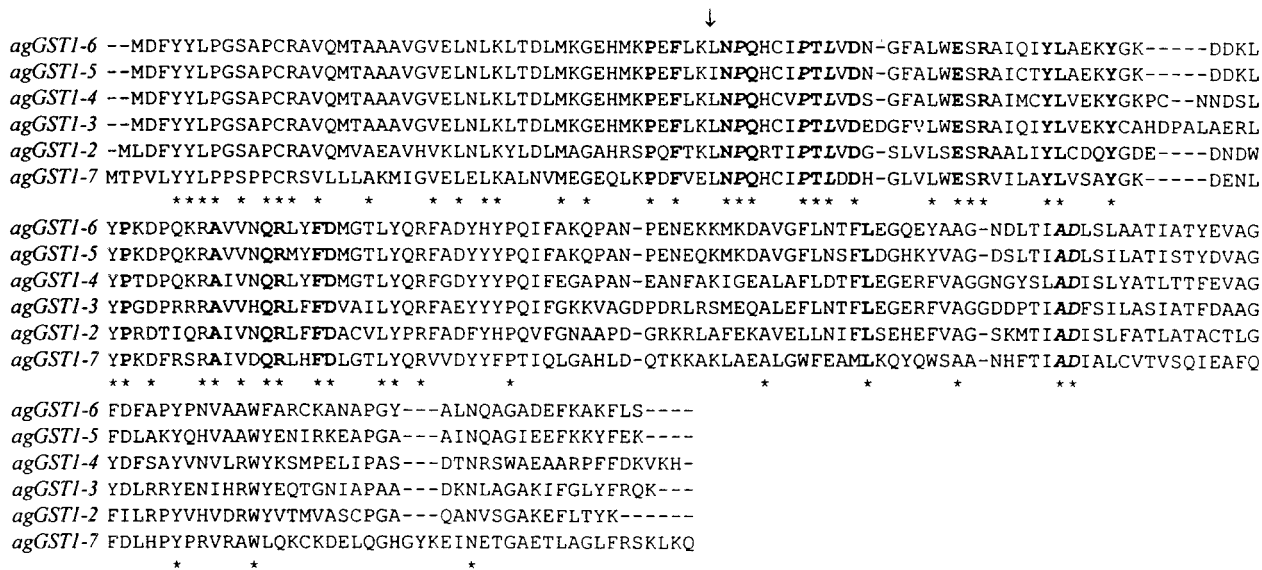 ↓
agGST1-6 --MDFYYLPGSAPCRAVQMTAAAVGVELNLKLTDLMKGEHMKPEFLKLNPQHCIPTLVDN-GFALWESRAIQIYLAEKYGK-----DDKL
agGST1-5 --MDFYYLPGSAPCRAVQMTAAAVGVELNLKLTDLMKGEHMKPEFLKINPQHCIPTLVDN-GFALWESRAICTYLAEKYGK-----DDKL
agGST1-4 --MDFYYLPGSAPCRAVQMTAAAVGVELNLKLTDLMKGEHMKPEFLKLNPQHCVPTLVDS-GFALWESRAIMCYLVEKYGKPC--NNDSL
agGST1-3 --MDFYYLPGSAPCRAVQMTAAAVGVELNLKLTDLMKGEHMKPEFLKLNPQHCIPTLVDEDGFVLWESRAIQIYLVEKYCAHDPALAERL
agGST1-2 -MLDFYYLPGSAPCRAVQMVAEAVHVKLNLKYLDLMAGAHRSPQFTKLNPQRTIPTLVDG-SLVLSESRAALIYLCDQYGDE----DNDW
agGST1-7 MTPVLYYLPPSPPCRSVLLLAKMIGVELELKALNVMEGEQLKPDFVELNPQHCIPTLDDH-GLVLWESRVILAYLVSAYGK-----DENL
**** *** * * * ** * * * * *** *** * * *** ** *
agGST1-6 YPKDPQKRAVVNQRLYFDMGTLYQRFADYHYPQIFAKQPAN-PENEKKMKDAVGFLNTFLEGQEYAAG-NDLTIADLSLAATIATYEVAG
agGST1-5 YPKDPQKRAVVNQRMYFDMGTLYQRFADYYYPQIFAKQPAN-PENEQKMKDAVGFLNSFLDGHKYVAG-DSLTIADLSILATISTYDVAG
agGST1-4 YPTDPQKRAIVNQRLYFDMGTLYQRFGDYYYPQIFEGAPAN-EANFAKIGEALAFLDTFLEGERFVAGGNGYSLADISLYATLTTFEVAG
agGST1-3 YPGDPRRRAVVHQRLFFDVAILYQRFAEYYYPQIFGKKVAGDPDRLRSMEQALEFLNTFLEGERFVAGGDDPTIADFSILASIATFDAAG
agGST1-2 YPRDTIQRAIVNQRLFFDACVLYPRFADFYHPQVFGNAAPD-GRKRLAFEKAVELLNIFLSEHEFVAG-SKMTIADISLFATLATACTLG
agGST1-7 YPKDFRSRAIVDQRLHFDLGTLYQRVVDYYFPTIQLGAHLD-QTKKAKLAEALGWFEAMLKQYQWSAA-NHFTIADIALCVTVSQIEAFQ
** * ** * ** ** ** * * * * * **
agGST1-6 FDFAPYPNVAAWFARCKANAPGY---ALNQAGADEFKAKFLS----
agGST1-5 FDLAKYQHVAAWYENIRKEAPGA---AINQAGIEEFKKYFEK----
agGST1-4 YDFSAYVNVLRWYKSMPELIPAS---DTNRSWAEAARPFFDKVKH-
agGST1-3 YDLRRYENIHRWYEQTGNIAPAA---DKNLAGAKIFGLYFRQK---
agGST1-2 FILRPYVHVDRWYVTMVASCPGA---QANVSGAKEFLTYK------
agGST1-7 FDLHPYPRVRAWLQKCKDELQGHGYKEINETGAETLAGLFRSKLKQ
* * *